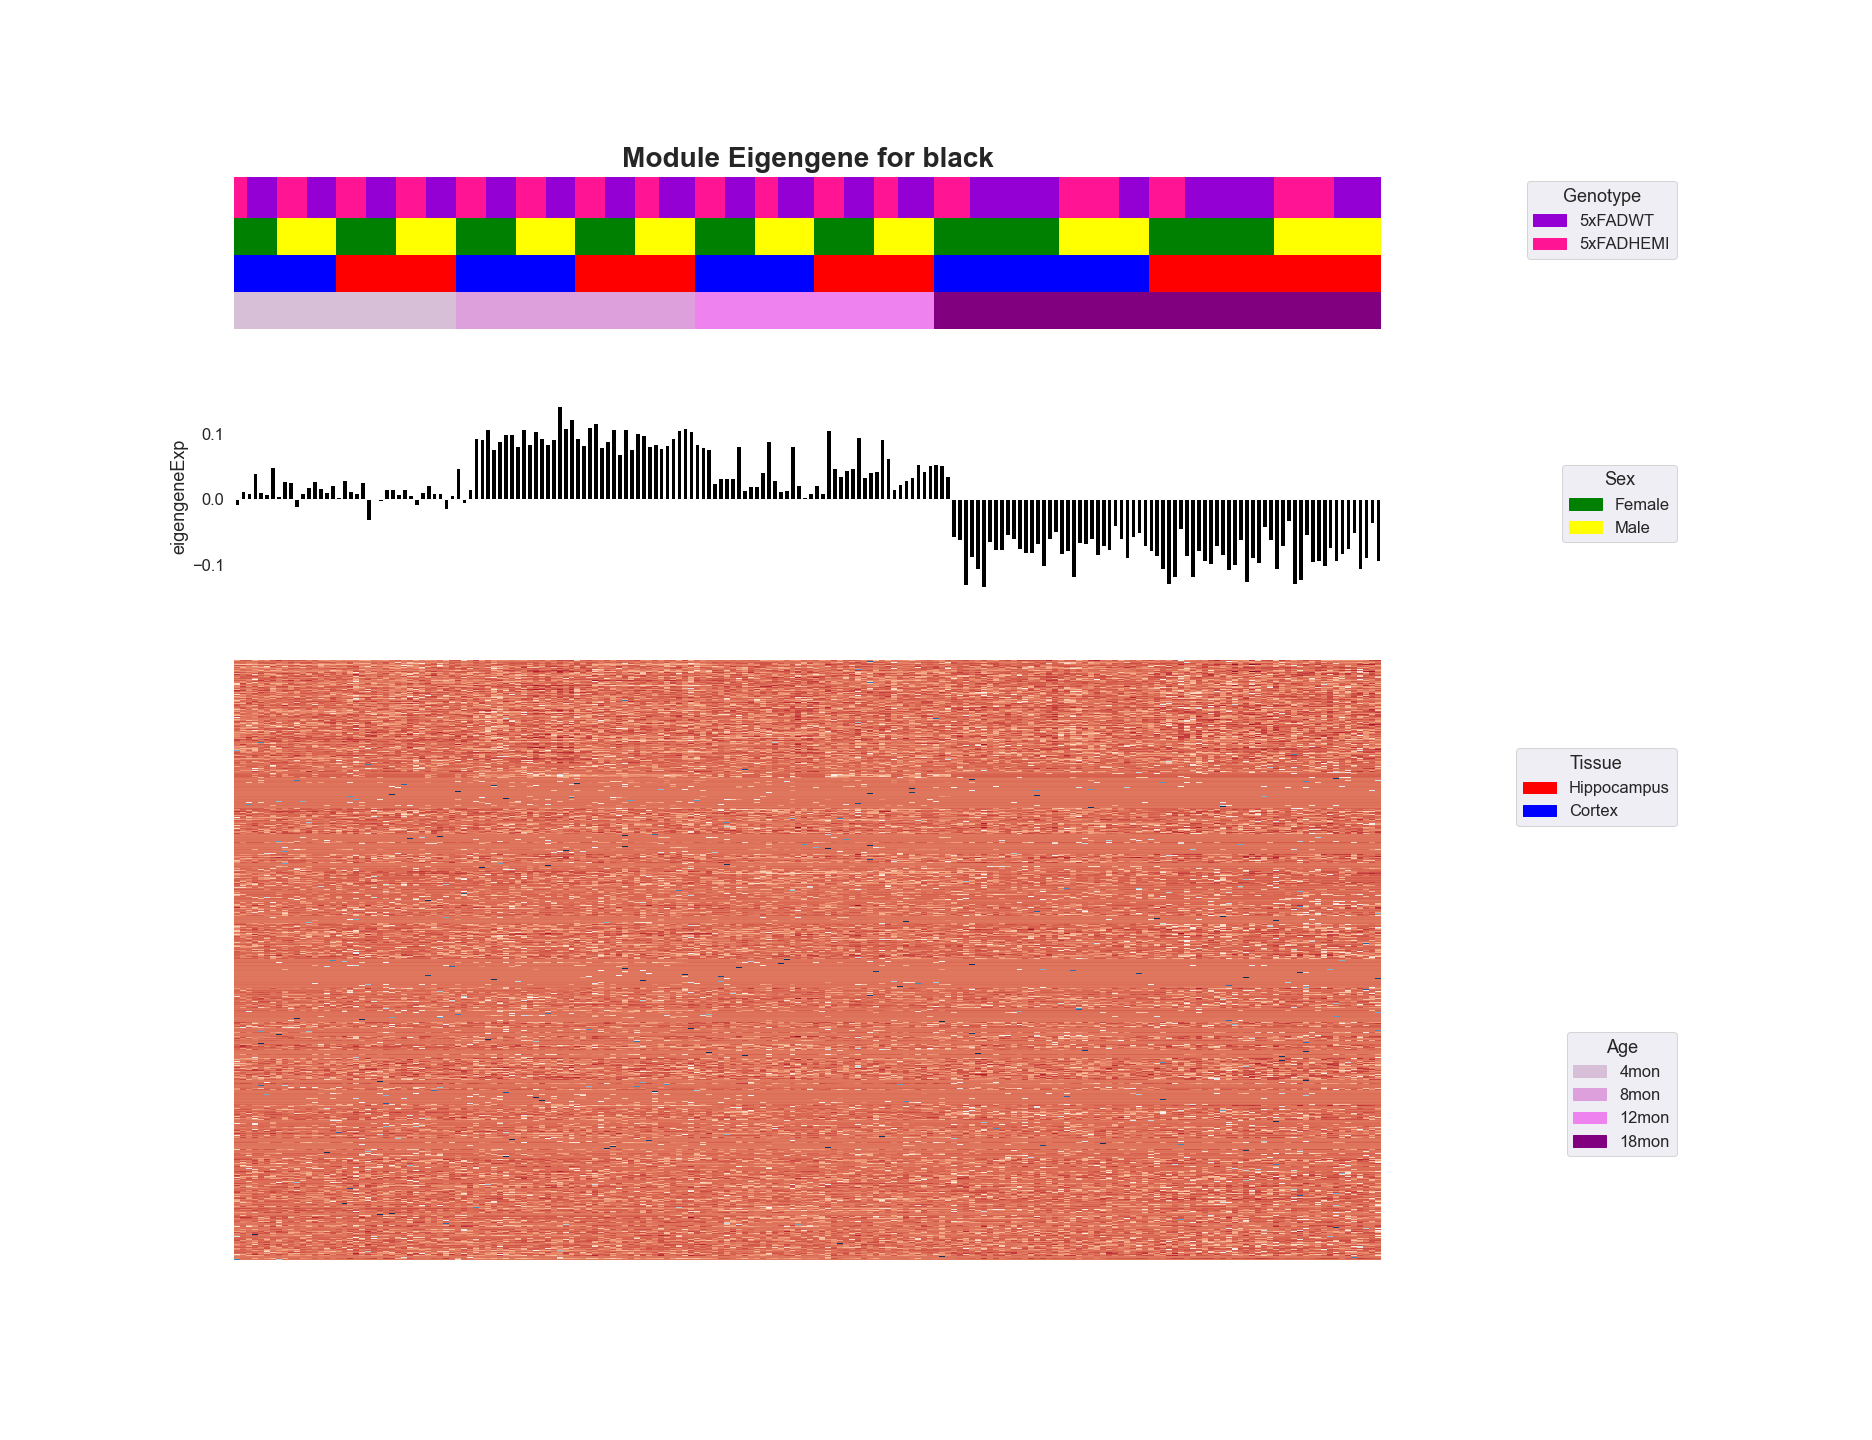 Module Eigengene for black
Genotype
5xFADWT
5xFADHEMI
eigengeneExp
0.1
0.0
−0.1
Sex
Female
Male
Tissue
Hippocampus
Cortex
Age
4mon
8mon
12mon
18mon